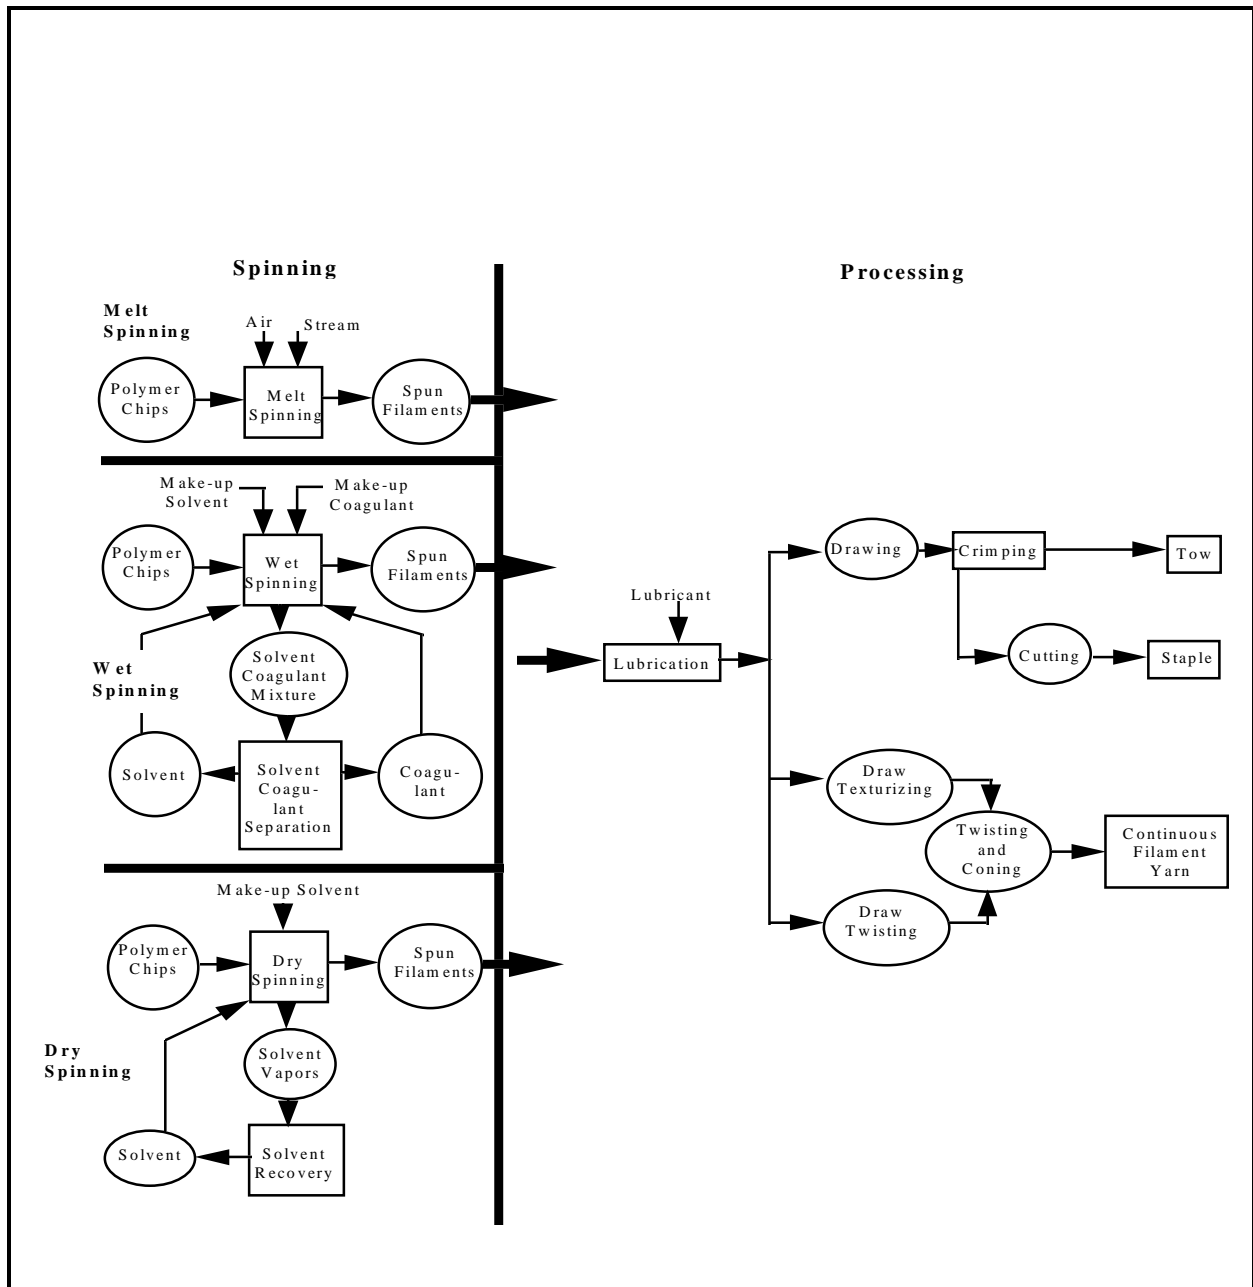 Spinning
Processing
Melt
Spinning
Air
Stream
Polymer
Chips
Melt
Spinning
Spun
Filaments
Make-up
Solvent
Make-up
Coagulant
Polymer
Chips
Wet
Spinning
Spun
Filaments
Wet
Spinning
Solvent
Coagulant
Mixture
Solvent
Solvent
Coagu-
lant
Separation
Coagu-
lant
Make-up Solvent
Polymer
Chips
Dry
Spinning
Spun
Filaments
Dry
Spinning
Solvent
Vapors
Solvent
Solvent
Recovery
Lubricant
Lubrication
Drawing
Crimping
Tow
Cutting
Staple
Draw
Texturizing
Twisting
and
Coning
Continuous
Filament
Yarn
Draw
Twisting